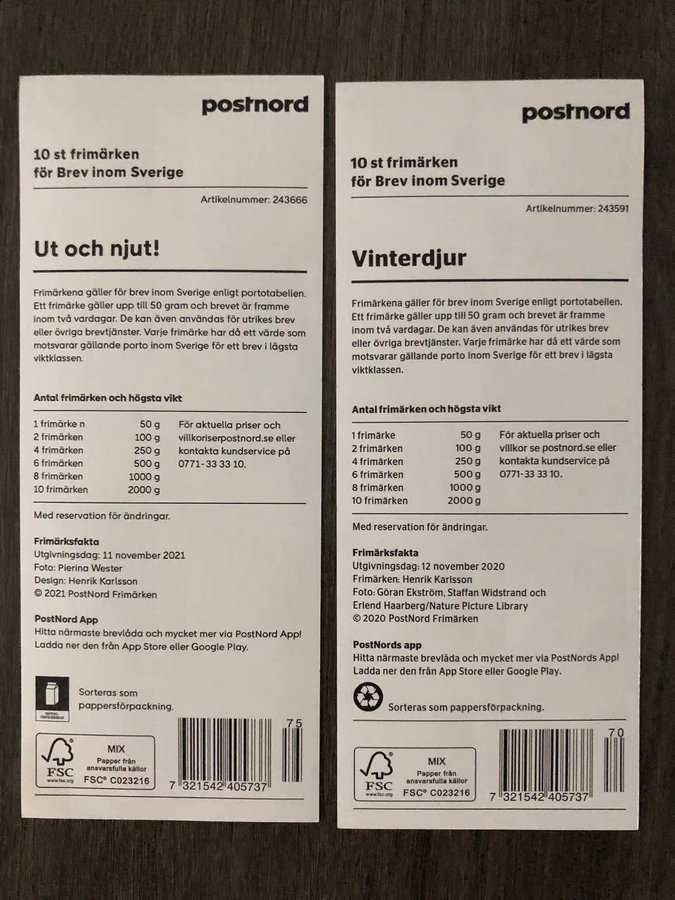 postnord
10 st frimärken
för Brev inom Sverige
Artikelnummer: 243666
Ut och njut!
Frimärkena gäller för brev inom Sverige enligt portotabellen.
Ett frimärke gäller upp till 50 gram och brevet är framme
inom två vardagar. De kan även användas för utrikes brev
eller övriga brevtjänster. Varje frimärke har då ett värde som
motsvarar gällande porto inom Sverige för ett brev i lägsta
viktklassen.
Antal frimärken och högsta vikt
1 frimärke n 50 g För aktuella priser och
2 frimärken 100 g villkoriserpostnord.se eller
4 frimärken 250 g kontakta kundservice på
6 frimärken 500 g 0771-33 33 10.
8 frimärken 1000 g
10 frimärken 2000 g
Med reservation för ändringar.
Frimärksfakta
Utgivningsdag: 11 november 2021
Foto: Pierina Wester
Design: Henrik Karlsson
© 2021 PostNord Frimärken
PostNord App
Hitta närmaste brevlåda och mycket mer via PostNord App!
Ladda ner den från App Store eller Google Play.
Sorteras som
pappersförpackning.
75
FSC
www.fsc.org
MIX
Papper från
ansvarsfulla källor
FSC® C023216
7 321542 405737
postnord
10 st frimärken
för Brev inom Sverige
Artikelnummer: 243591
Vinterdjur
Frimärkena gäller för brev inom Sverige enligt portotabellen.
Ett frimärke gäller upp till 50 gram och brevet är framme
inom två vardagar. De kan även användas för utrikes brev
eller övriga brevtjänster. Varje frimärke har då ett värde som
motsvarar gällande porto inom Sverige för ett brev i lägsta
viktklassen.
Antal frimärken och högsta vikt
1 frimärke 50 g För aktuella priser och
2 frimärken 100 g villkor se postnord.se eller
4 frimärken 250 g kontakta kundservice på
6 frimärken 500 g 0771-33 33 10.
8 frimärken 1000 g
10 frimärken 2000 g
Med reservation för ändringar.
Frimärksfakta
Utgivningsdag: 12 november 2020
Frimärken: Henrik Karlsson
Foto: Göran Ekström, Staffan Widstrand och
Erlend Haarberg/Nature Picture Library
© 2020 PostNord Frimärken
PostNords app
Hitta närmaste brevlåda och mycket mer via PostNords App!
Ladda ner den från App Store eller Google Play.
Sorteras som pappersförpackning.
70
FSC
www.fsc.org
MIX
Papper från
ansvarsfulla källor
FSC® C023216
7 321542 405737